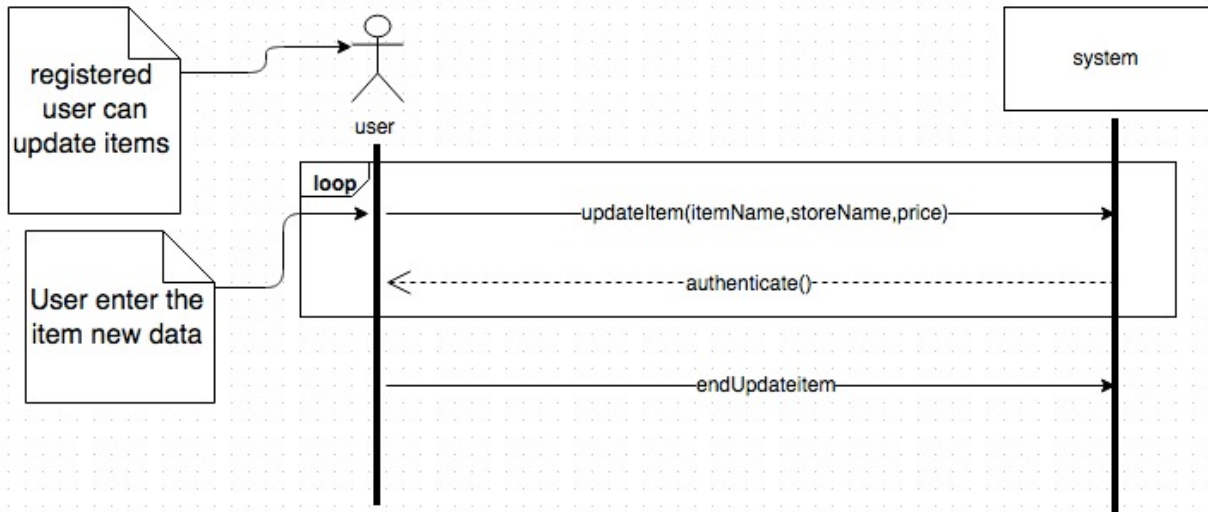 registered
user can
update items
user
system
loop
updateItem(itemName,storeName,price)
User enter the
item new data
authenticate()
endUpdateitem